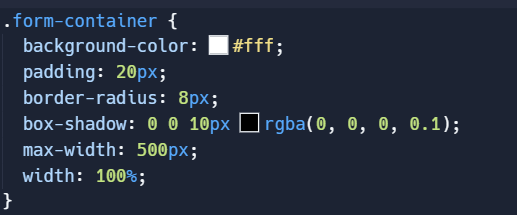 .form-container {
  background-color: #fff;
  padding: 20px;
  border-radius: 8px;
  box-shadow: 0 0 10px rgba(0, 0, 0, 0.1);
  max-width: 500px;
  width: 100%;
}